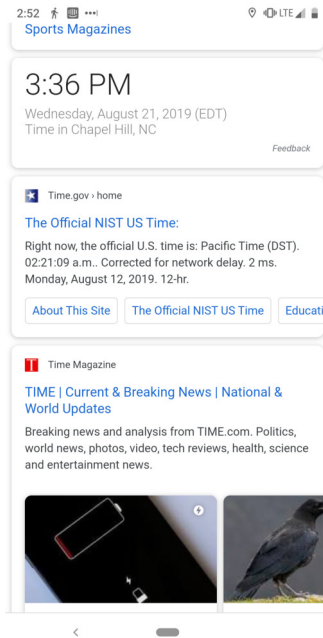 2:52
LTE
Sports Magazines
3:36 PM
Wednesday, August 21, 2019 (EDT)
Time in Chapel Hill, NC
Feedback
Time.gov › home
The Official NIST US Time:
Right now, the official U.S. time is: Pacific Time (DST).
02:21:09 a.m.. Corrected for network delay. 2 ms.
Monday, August 12, 2019. 12-hr.
About This Site
The Official NIST US Time
Educati
T
Time Magazine
TIME | Current & Breaking News | National &
World Updates
Breaking news and analysis from TIME.com. Politics,
world news, photos, video, tech reviews, health, science
and entertainment news.